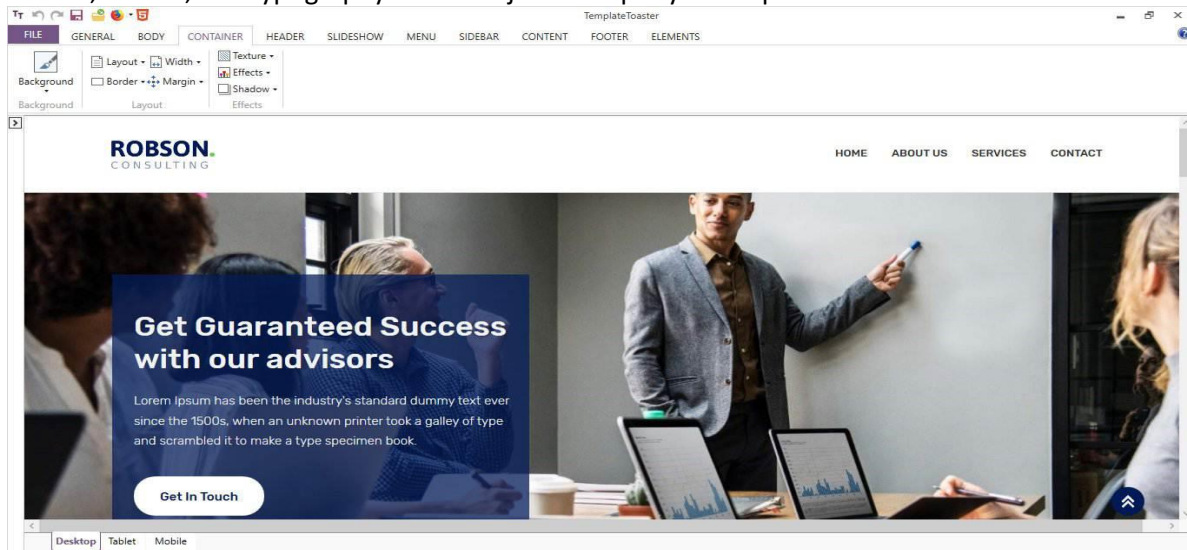 TemplateToaster
FILE GENERAL BODY CONTAINER HEADER SLIDESHOW MENU SIDEBAR CONTENT FOOTER ELEMENTS
Background
Layout Width
Border Margin
Texture
Effects
Shadow
Background Layout Effects
ROBSON.
CONSULTING
HOME ABOUT US SERVICES CONTACT
Get Guaranteed Success
with our advisors
Lorem Ipsum has been the industry's standard dummy text ever
since the 1500s, when an unknown printer took a galley of type
and scrambled it to make a type specimen book.
Get In Touch
Desktop Tablet Mobile